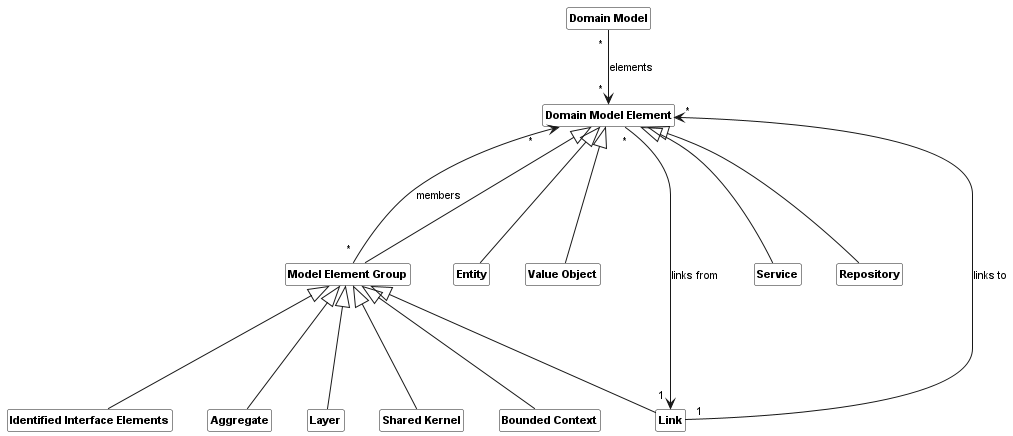 Domain Model
*
elements
*
Domain Model Element
*
*
*
members
*
Model Element Group
Entity
Value Object
links from
Service
Repository
links to
1
1
Identified Interface Elements
Aggregate
Layer
Shared Kernel
Bounded Context
Link